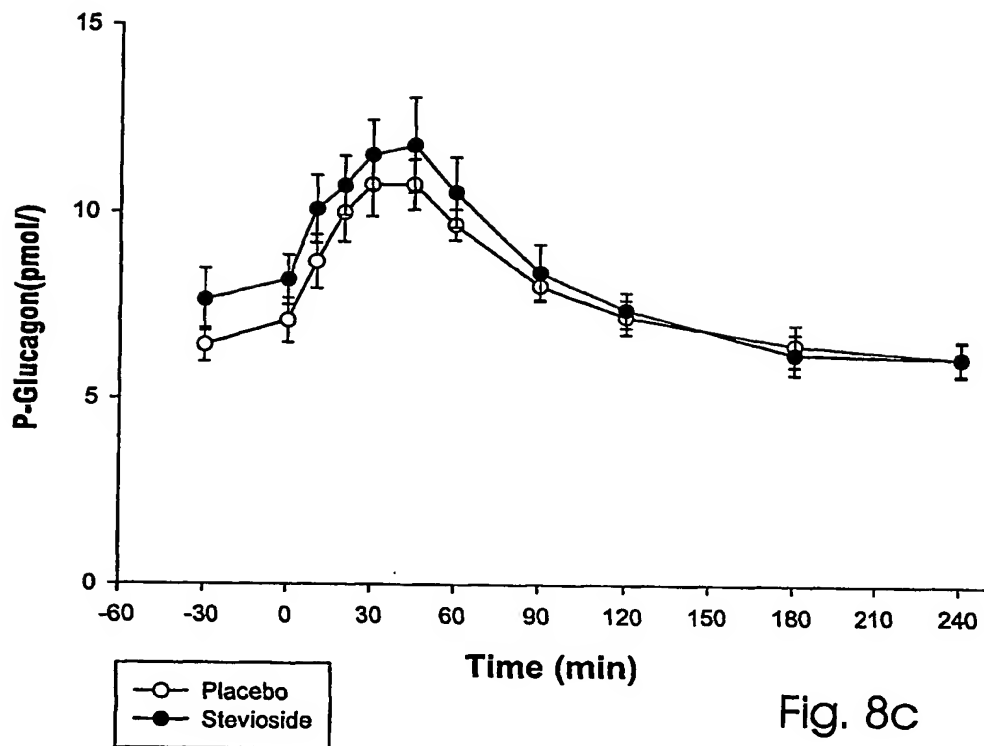 15
10
5
0
P-Glucagon(pmol/)
-60 -30 0 30 60 90 120 150 180 210 240
Time (min)
Placebo
Stevioside
Fig. 8c